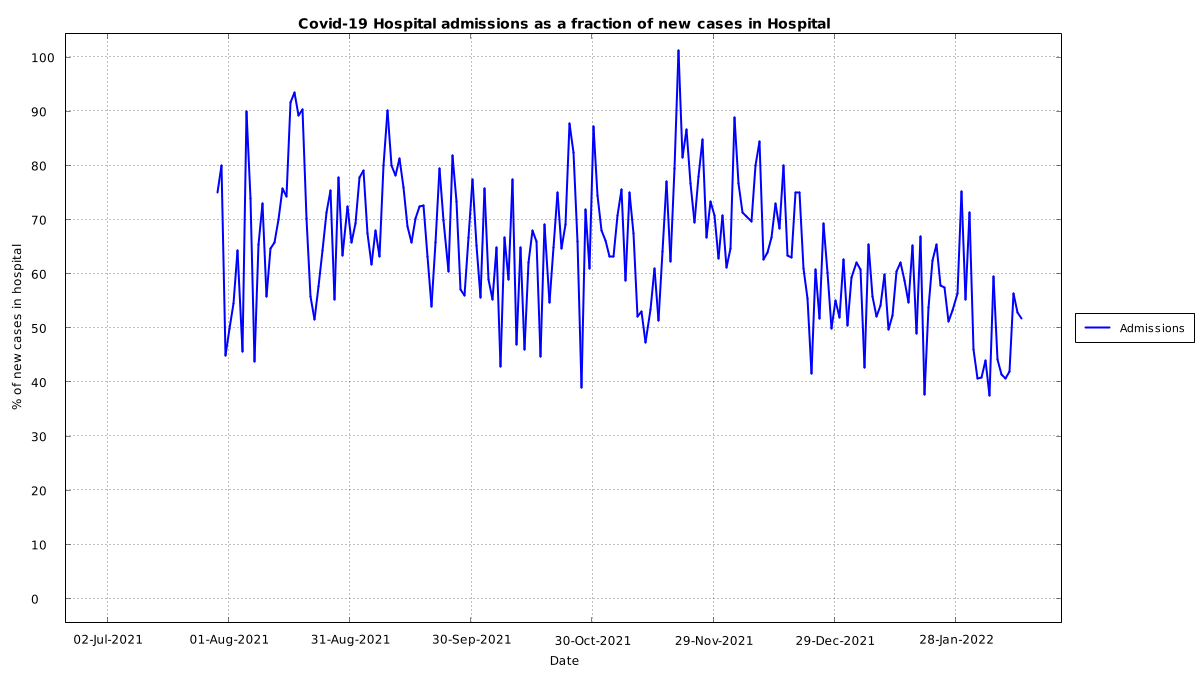 Covid-19 Hospital admissions as a fraction of new cases in Hospital
% of new cases in hospital
100
90
80
70
60
50
40
30
20
10
0
02-Jul-2021 01-Aug-2021 31-Aug-2021 30-Sep-2021 30-Oct-2021 29-Nov-2021 29-Dec-2021 28-Jan-2022
Date
Admissions